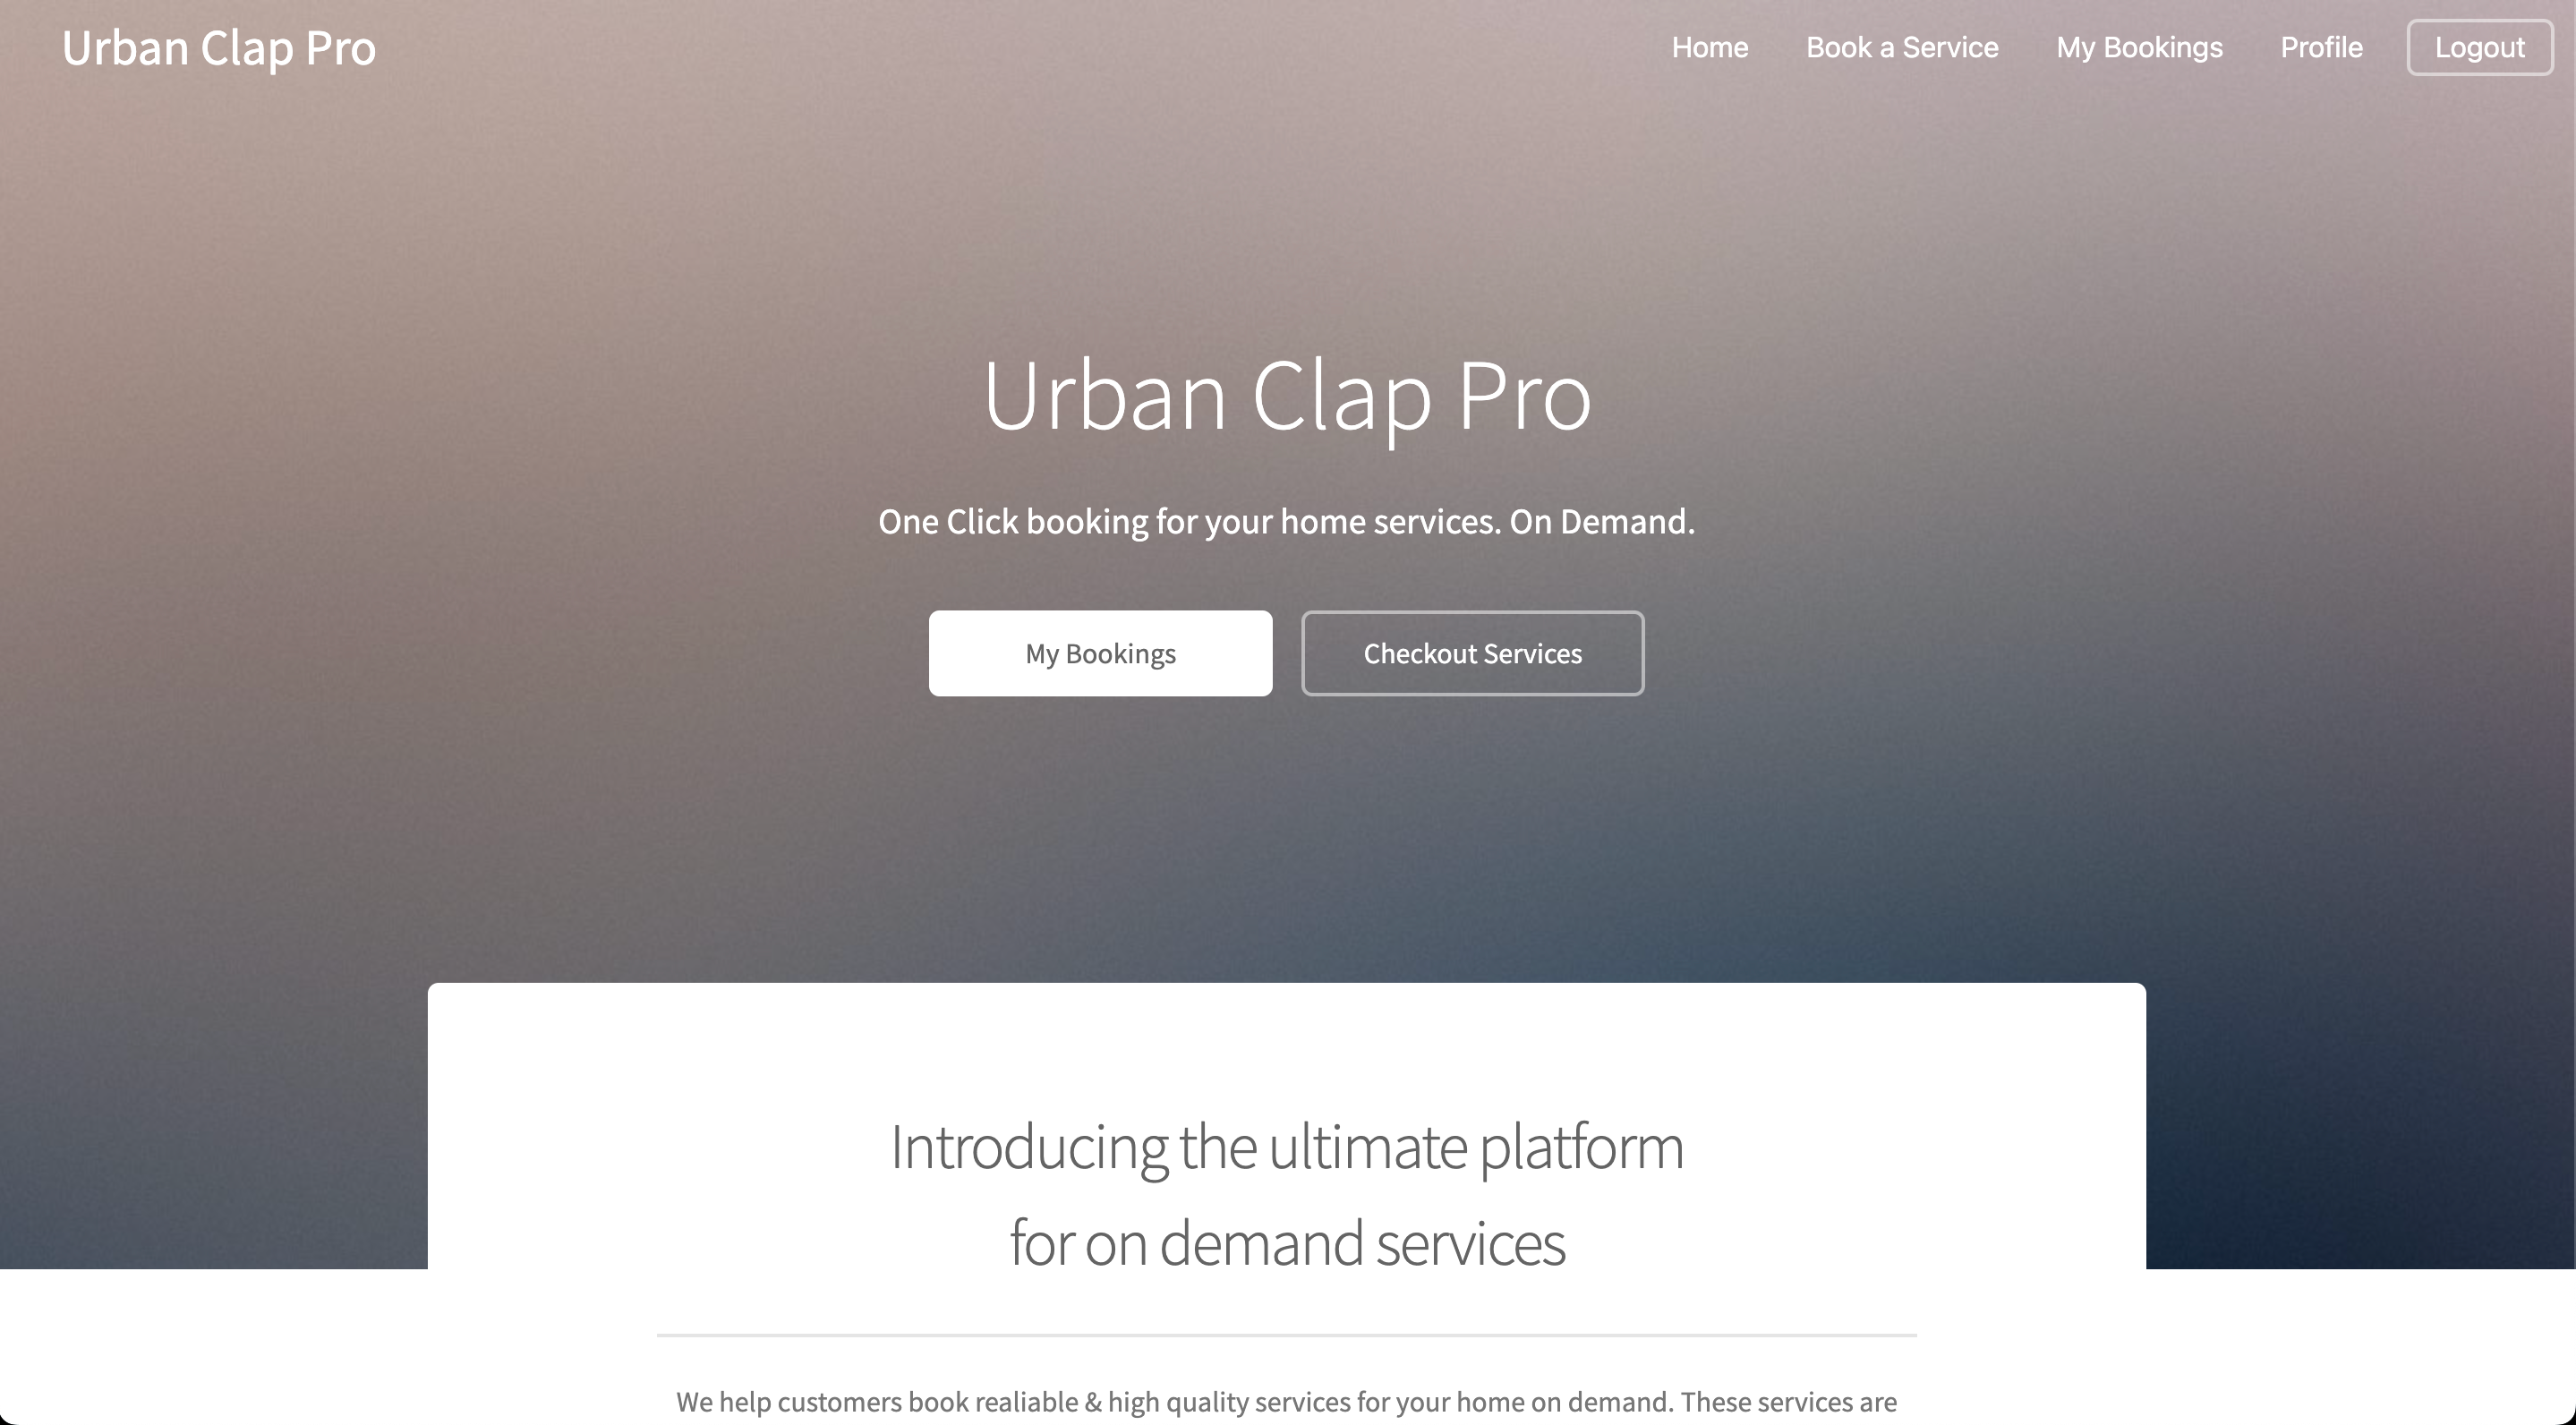 Urban Clap Pro
Home
Book a Service
My Bookings
Profile
Logout
Urban Clap Pro
One Click booking for your home services. On Demand.
My Bookings
Checkout Services
Introducing the ultimate platform
for on demand services
We help customers book realiable & high quality services for your home on demand. These services are